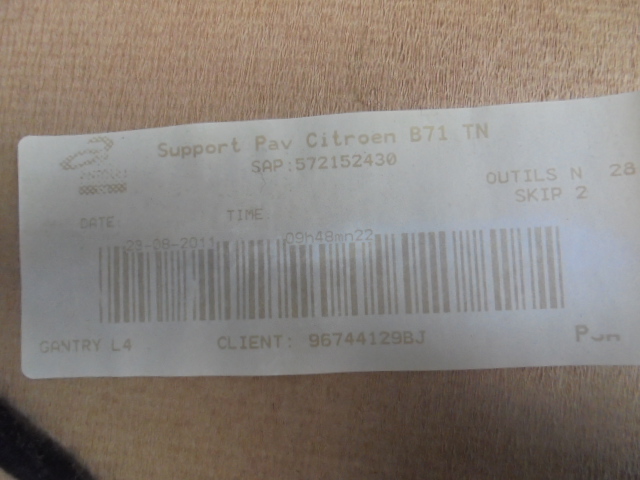 Support Pav Citroen B71 TN
SAP:572152430
OUTILS N 28
SKIP 2
DATE TIME
29-08-2011 09h48mn22
GANTRY L4 CLIENT: 96744129BJ